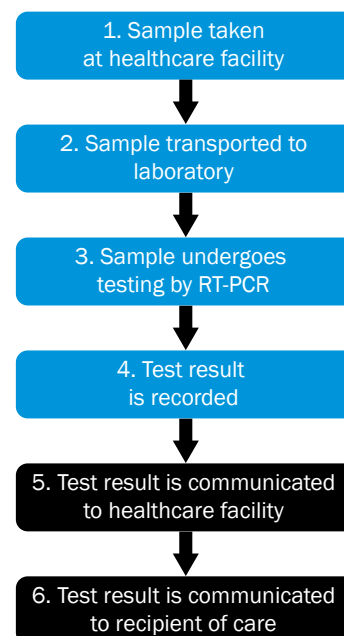 1. Sample taken
at healthcare facility
2. Sample transported to
laboratory
3. Sample undergoes
testing by RT-PCR
4. Test result
is recorded
5. Test result is communicated
to healthcare facility
6. Test result is communicated
to recipient of care